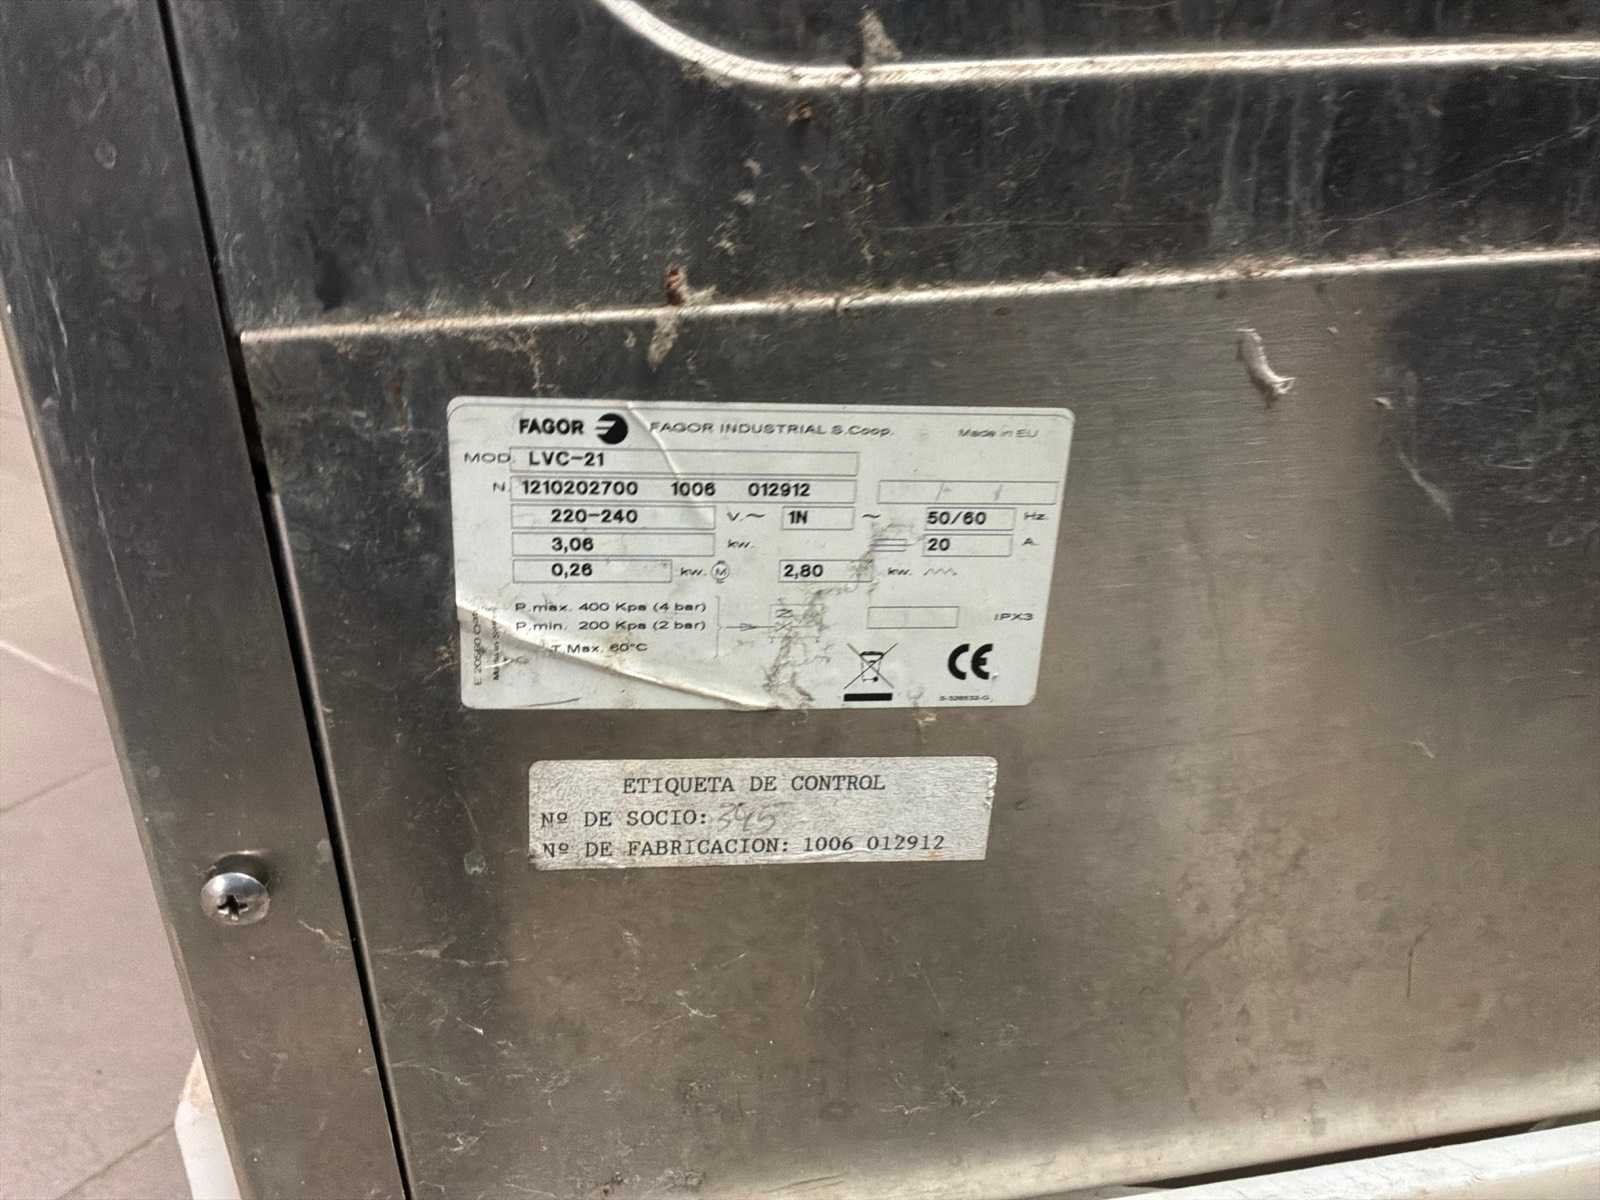 FAGOR FAGOR INDUSTRIAL S.Coop. Made in EU
MOD. LVC-21
N. 1210202700 1006 012912
220-240 V.~ 1N ~ 50/60 Hz.
3,06 kw. 20 A.
0,26 kw. M 2,80 kw.
P.max. 400 Kpa (4 bar)
P.min. 200 Kpa (2 bar)
IPX3
T.Max. 60°C
CE
ETIQUETA DE CONTROL
Nº DE SOCIO: 345
Nº DE FABRICACION: 1006 012912